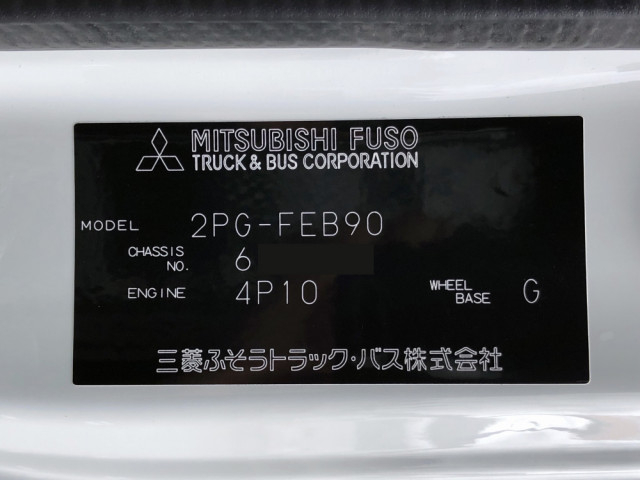 MITSUBISHI FUSO
TRUCK & BUS CORPORATION
MODEL 2PG-FEB90
CHASSIS NO. 6
ENGINE 4P10 WHEEL BASE G
三菱ふそうトラック・バス株式会社